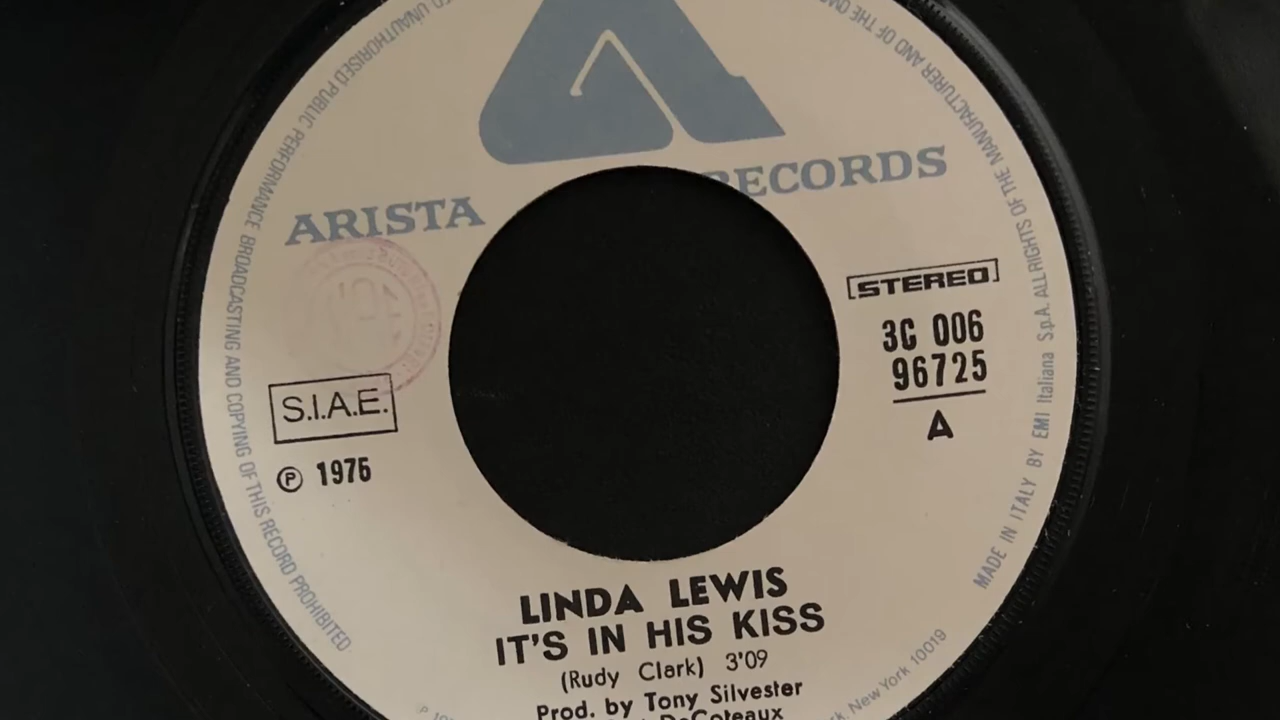 UNAUTHORISED PUBLIC PERFORMANCE BROADCASTING AND COPYING OF THIS RECORD PROHIBITED.
OF THE MANUFACTURER AND OF THE
ARISTA RECORDS
STEREO
3C 006
96725
A
S.I.A.E.
℗ 1975
ALL RIGHTS
MADE IN ITALY BY EMI Italiana S.p.A.
LINDA LEWIS
IT'S IN HIS KISS
(Rudy Clark) 3'09
Prod. by Tony Silvester
DeCoteaux
New York 10019